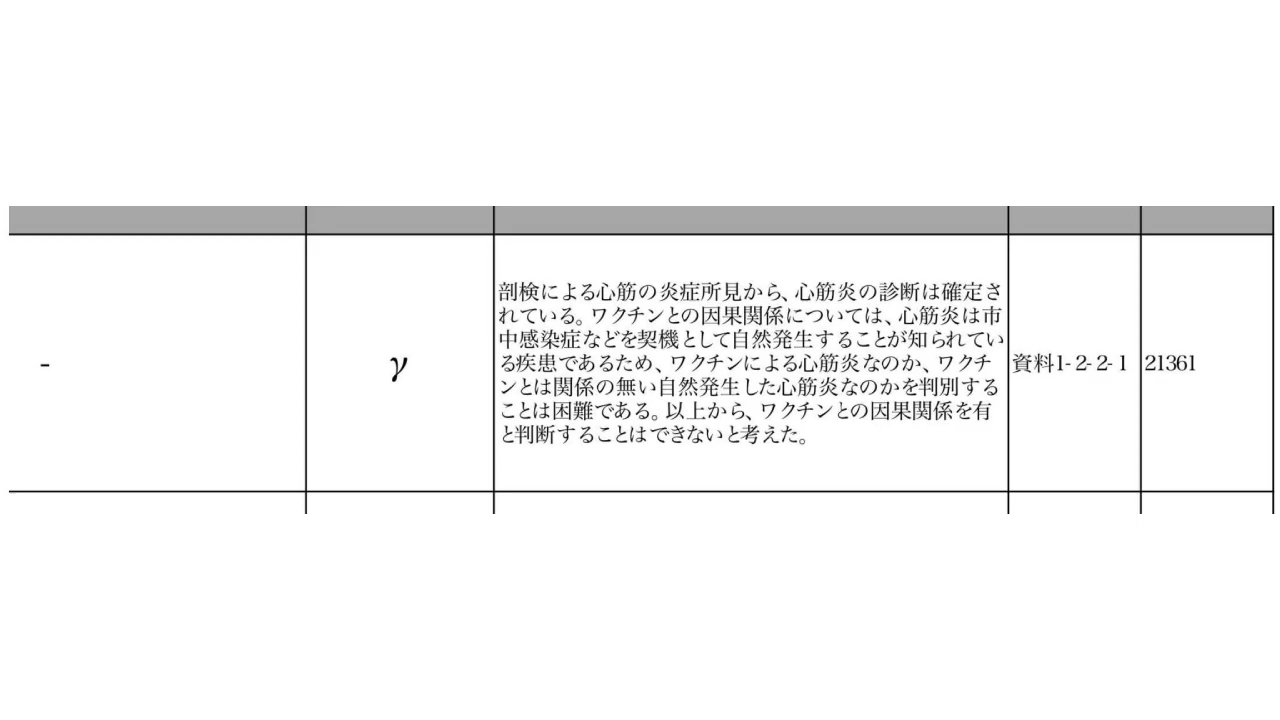 -
γ
剖検による心筋の炎症所見から、心筋炎の診断は確定さ
れている。ワクチンとの因果関係については、心筋炎は市
中感染症などを契機として自然発生することが知られてい
る疾患であるため、ワクチンによる心筋炎なのか、ワクチ
ンとは関係の無い自然発生した心筋炎なのかを判別する
ことは困難である。以上から、ワクチンとの因果関係を有
と判断することはできないと考えた。
資料1-2-2-1
21361